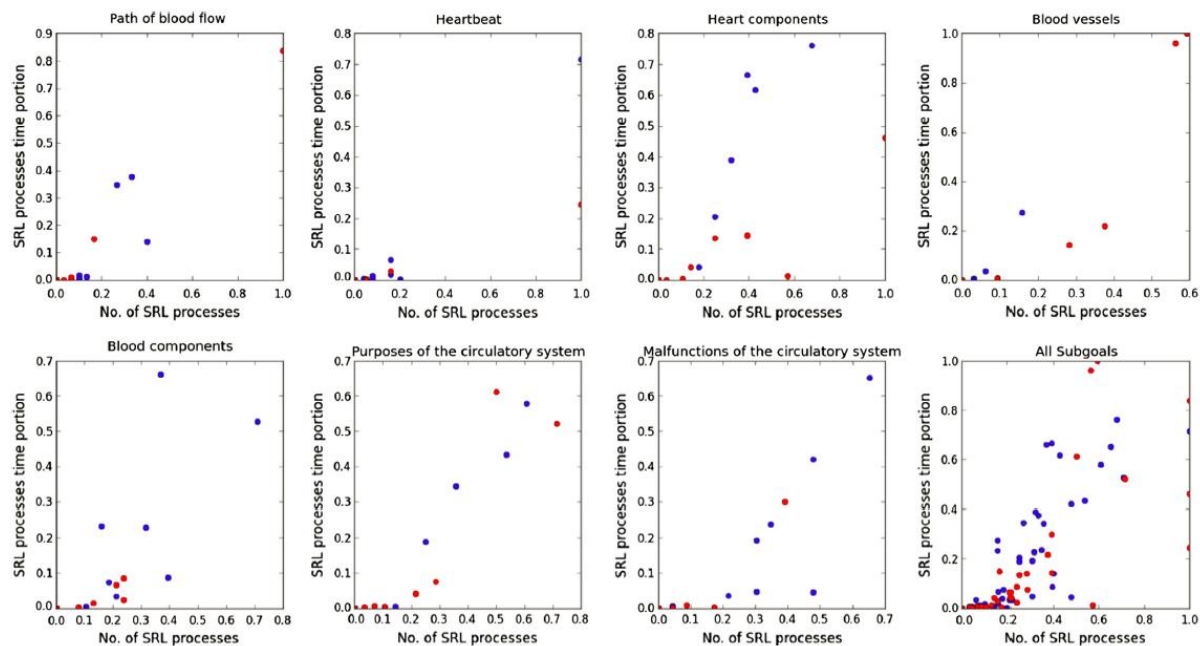 Path of blood flow
SRL processes time portion
0.9
0.8
0.7
0.6
0.5
0.4
0.3
0.2
0.1
0.0
0.0 0.2 0.4 0.6 0.8 1.0
No. of SRL processes
Heartbeat
SRL processes time portion
0.8
0.7
0.6
0.5
0.4
0.3
0.2
0.1
0.0
0.0 0.2 0.4 0.6 0.8 1.0
No. of SRL processes
Heart components
SRL processes time portion
0.8
0.7
0.6
0.5
0.4
0.3
0.2
0.1
0.0
0.0 0.2 0.4 0.6 0.8 1.0
No. of SRL processes
Blood vessels
SRL processes time portion
1.0
0.8
0.6
0.4
0.2
0.0
0.0 0.1 0.2 0.3 0.4 0.5 0.6
No. of SRL processes
Blood components
SRL processes time portion
0.7
0.6
0.5
0.4
0.3
0.2
0.1
0.0
0.0 0.1 0.2 0.3 0.4 0.5 0.6 0.7 0.8
No. of SRL processes
Purposes of the circulatory system
SRL processes time portion
0.7
0.6
0.5
0.4
0.3
0.2
0.1
0.0
0.0 0.1 0.2 0.3 0.4 0.5 0.6 0.7 0.8
No. of SRL processes
Malfunctions of the circulatory system
SRL processes time portion
0.7
0.6
0.5
0.4
0.3
0.2
0.1
0.0
0.0 0.1 0.2 0.3 0.4 0.5 0.6 0.7
No. of SRL processes
All Subgoals
SRL processes time portion
1.0
0.8
0.6
0.4
0.2
0.0
0.0 0.2 0.4 0.6 0.8 1.0
No. of SRL processes